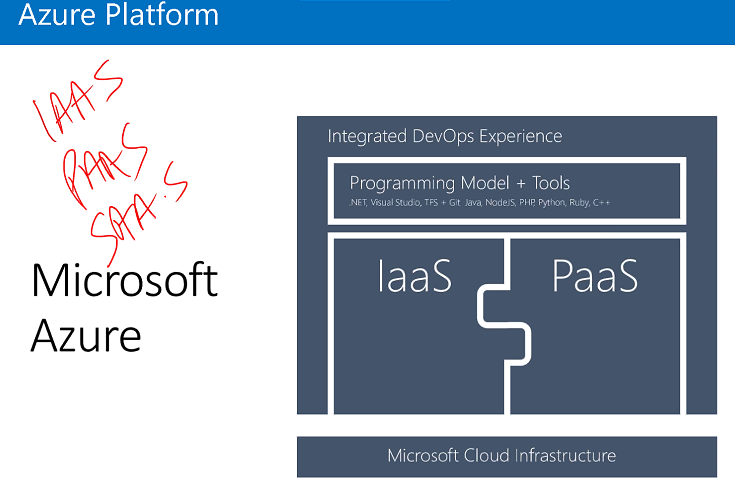 Azure Platform
IAAS
PAAS
SAAS
Microsoft
Azure
Integrated DevOps Experience
Programming Model + Tools
.NET, Visual Studio, TFS + Git Java, NodeJS, PHP, Python, Ruby, C++
IaaS
PaaS
Microsoft Cloud Infrastructure